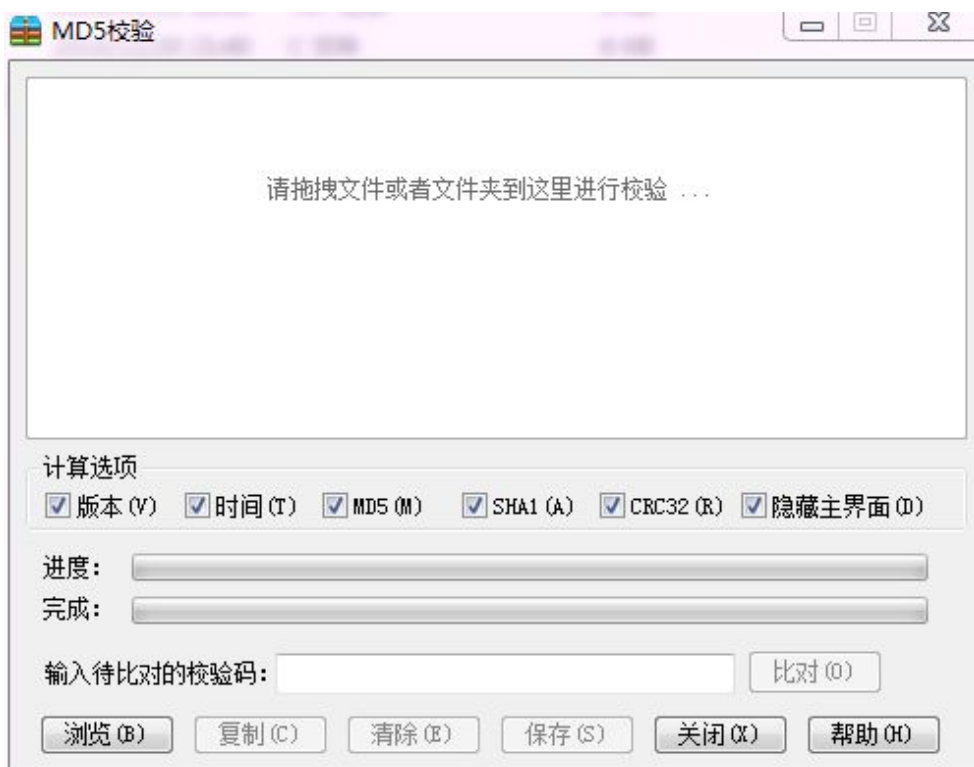 MD5校验
请拖拽文件或者文件夹到这里进行校验 ...
计算选项
版本(V) 时间(T) MD5(M) SHA1(A) CRC32(R) 隐藏主界面(D)
进度：
完成：
输入待比对的校验码： 比对(O)
浏览(B) 复制(C) 清除(E) 保存(S) 关闭(X) 帮助(H)